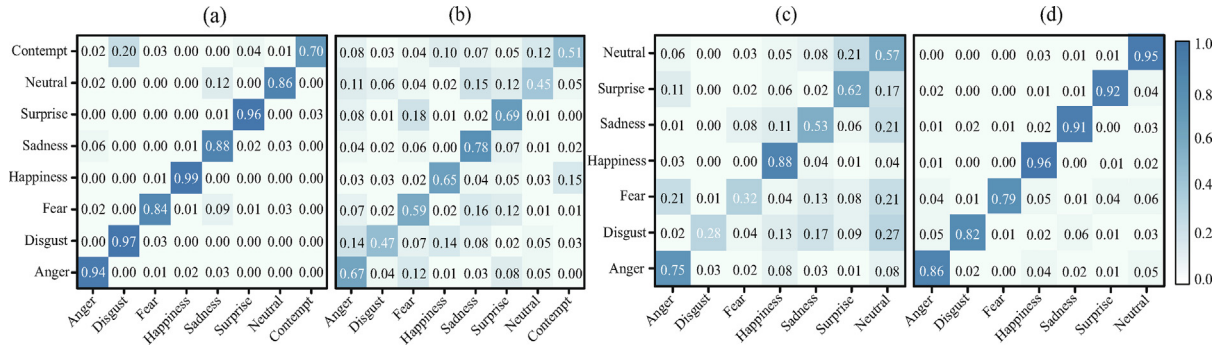 (a) (b) (c) (d)
Contempt 0.02 0.20 0.03 0.00 0.00 0.04 0.01 0.70
Neutral 0.02 0.00 0.00 0.00 0.12 0.00 0.86 0.00
Surprise 0.00 0.00 0.00 0.00 0.01 0.96 0.00 0.03
Sadness 0.06 0.00 0.00 0.01 0.88 0.02 0.03 0.00
Happiness 0.00 0.00 0.01 0.99 0.00 0.00 0.00 0.00
Fear 0.02 0.00 0.84 0.01 0.09 0.01 0.03 0.00
Disgust 0.00 0.97 0.03 0.00 0.00 0.00 0.00 0.00
Anger 0.94 0.00 0.01 0.02 0.03 0.00 0.00 0.00
Anger Disgust Fear Happiness Sadness Surprise Neutral Contempt
0.08 0.03 0.04 0.10 0.07 0.05 0.12 0.51
0.11 0.06 0.04 0.02 0.15 0.12 0.45 0.05
0.08 0.01 0.18 0.01 0.02 0.69 0.01 0.00
0.04 0.02 0.06 0.00 0.78 0.07 0.01 0.02
0.03 0.03 0.02 0.65 0.04 0.05 0.03 0.15
0.07 0.02 0.59 0.02 0.16 0.12 0.01 0.01
0.14 0.47 0.07 0.14 0.08 0.02 0.05 0.03
0.67 0.04 0.12 0.01 0.03 0.08 0.05 0.00
Anger Disgust Fear Happiness Sadness Surprise Neutral Contempt
Neutral 0.06 0.00 0.03 0.05 0.08 0.21 0.57
Surprise 0.11 0.00 0.02 0.06 0.02 0.62 0.17
Sadness 0.01 0.00 0.08 0.11 0.53 0.06 0.21
Happiness 0.03 0.00 0.00 0.88 0.04 0.01 0.04
Fear 0.21 0.01 0.32 0.04 0.13 0.08 0.21
Disgust 0.02 0.28 0.04 0.13 0.17 0.09 0.27
Anger 0.75 0.03 0.02 0.08 0.03 0.01 0.08
Anger Disgust Fear Happiness Sadness Surprise Neutral
0.00 0.00 0.00 0.03 0.01 0.01 0.95
0.02 0.00 0.00 0.01 0.01 0.92 0.04
0.01 0.02 0.01 0.02 0.91 0.00 0.03
0.01 0.00 0.00 0.96 0.00 0.01 0.02
0.04 0.01 0.79 0.01 0.05 0.04 0.06
0.05 0.82 0.01 0.02 0.06 0.01 0.03
0.86 0.02 0.00 0.04 0.02 0.01 0.05
Anger Disgust Fear Happiness Sadness Surprise Neutral
1.0
0.8
0.6
0.4
0.2
0.0